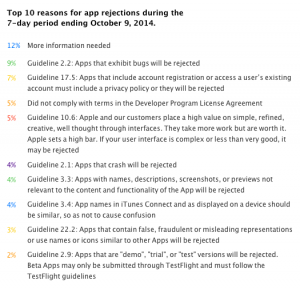 Top 10 reasons for app rejections during the
7-day period ending October 9, 2014.
12% More information needed
9% Guideline 2.2: Apps that exhibit bugs will be rejected
7% Guideline 17.5: Apps that include account registration or access a user's existing
account must include a privacy policy or they will be rejected
5% Did not comply with terms in the Developer Program License Agreement
5% Guideline 10.6: Apple and our customers place a high value on simple, refined,
creative, well thought through interfaces. They take more work but are worth it.
Apple sets a high bar. If your user interface is complex or less than very good, it
may be rejected
4% Guideline 2.1: Apps that crash will be rejected
4% Guideline 3.3: Apps with names, descriptions, screenshots, or previews not
relevant to the content and functionality of the App will be rejected
4% Guideline 3.4: App names in iTunes Connect and as displayed on a device should
be similar, so as not to cause confusion
3% Guideline 22.2: Apps that contain false, fraudulent or misleading representations
or use names or icons similar to other Apps will be rejected
2% Guideline 2.9: Apps that are "demo", "trial", or "test" versions will be rejected.
Beta Apps may only be submitted through TestFlight and must follow the
TestFlight guidelines